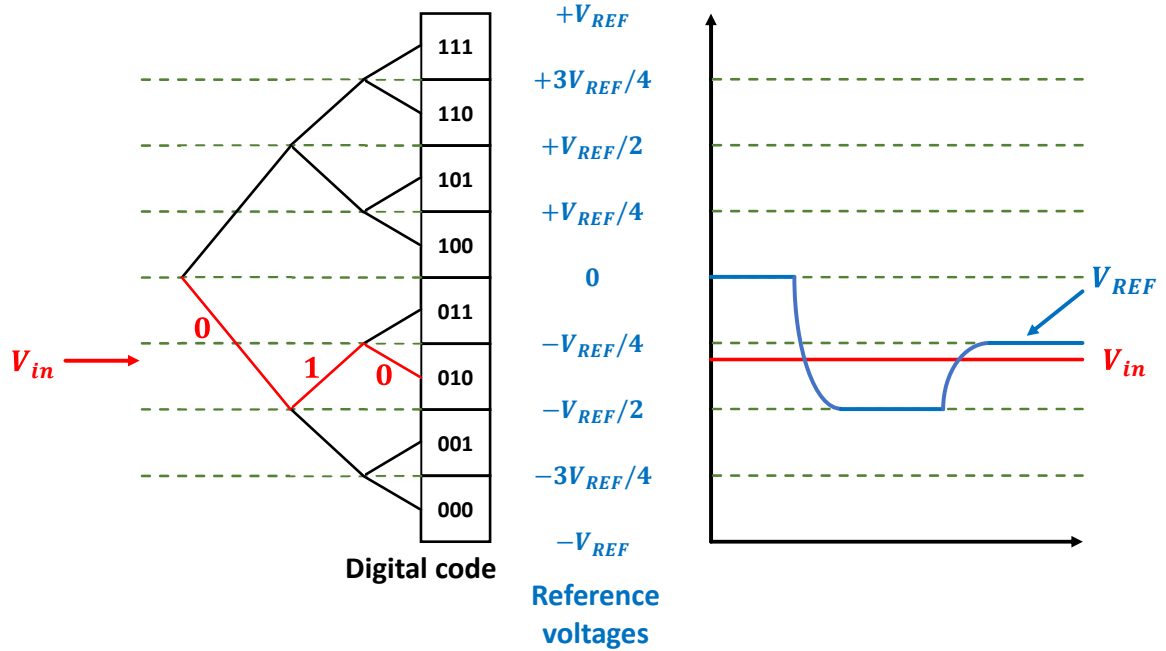 +V_REF
111
+3V_REF/4
110
+V_REF/2
101
+V_REF/4
100
0
011
V_REF
0
−V_REF/4
V_in
1
0
010
V_in
−V_REF/2
001
−3V_REF/4
000
−V_REF
Digital code
Reference
voltages